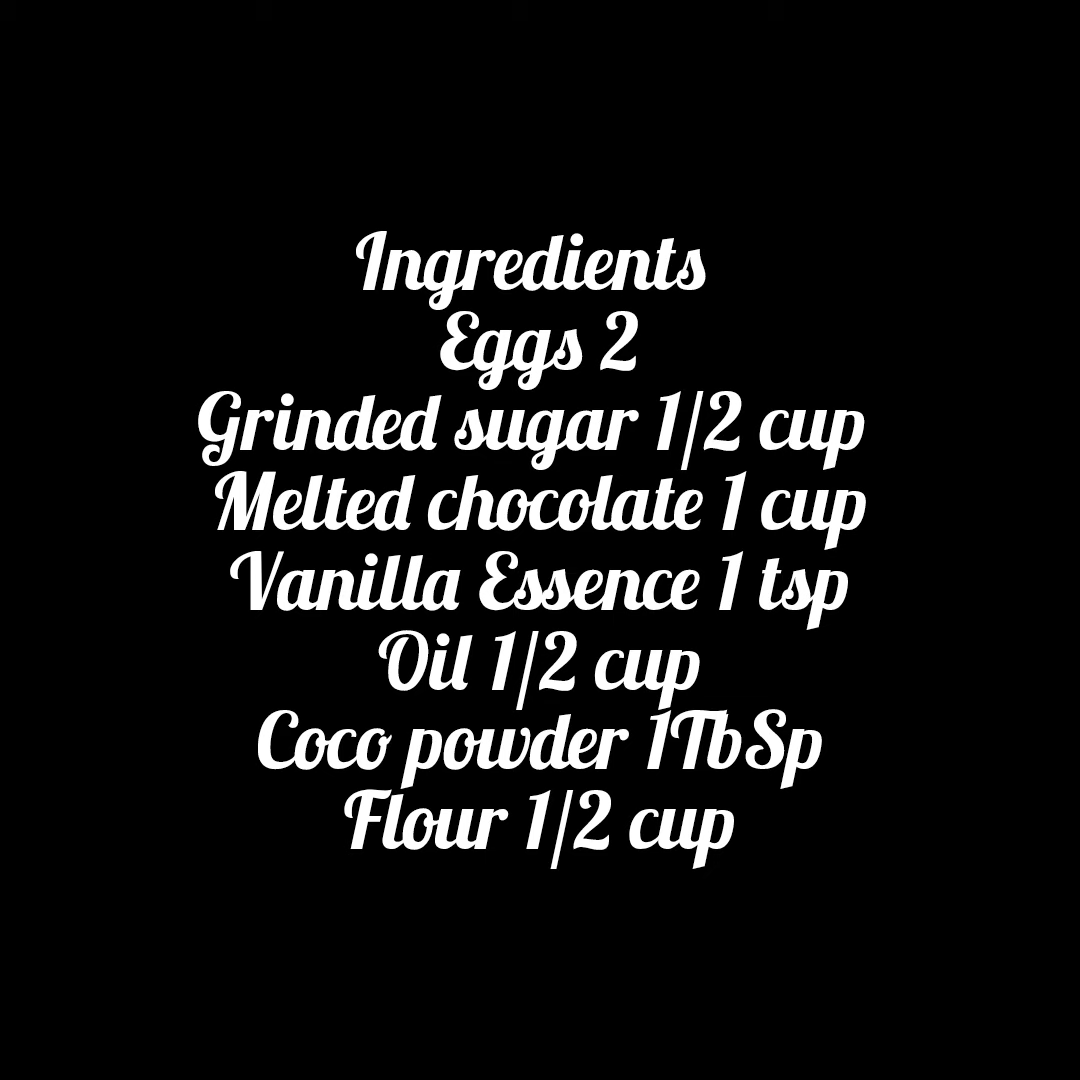 Ingredients
Eggs 2
Grinded sugar 1/2 cup
Melted chocolate 1 cup
Vanilla Essence 1 tsp
Oil 1/2 cup
Coco powder 1TbSp
Flour 1/2 cup